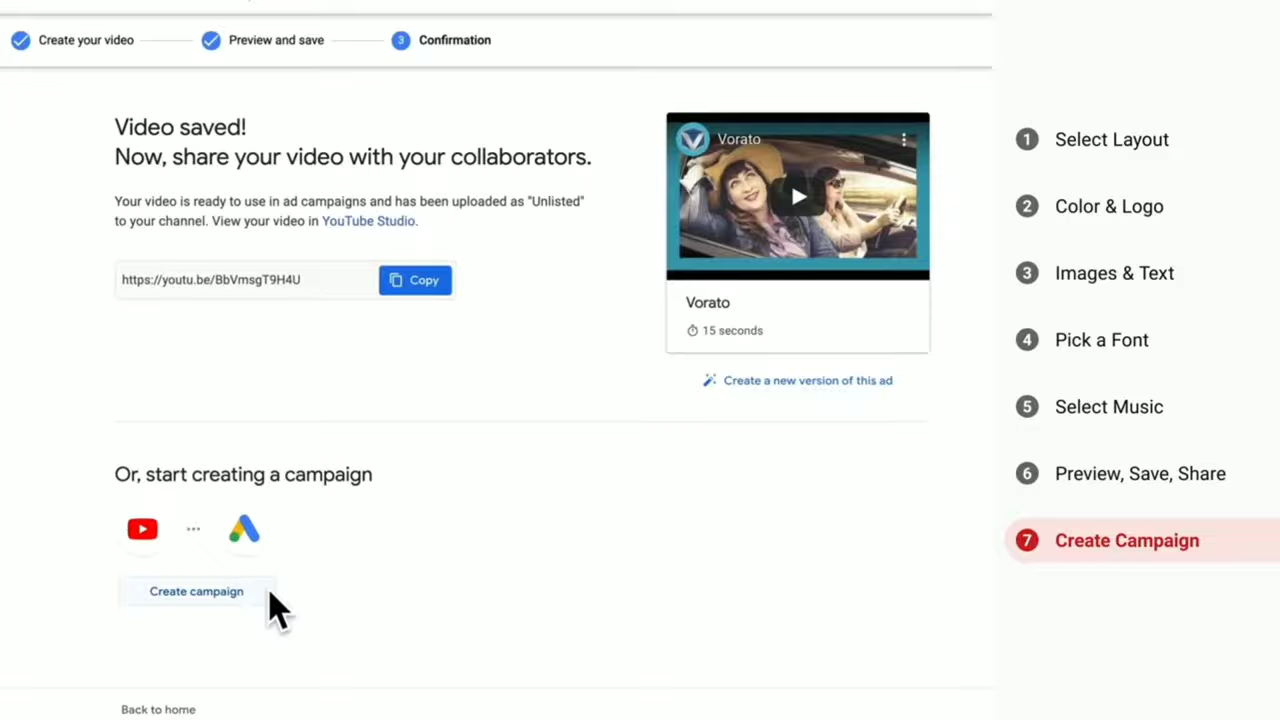 Create your video
Preview and save
3 Confirmation
Video saved!
Now, share your video with your collaborators.
Your video is ready to use in ad campaigns and has been uploaded as "Unlisted"
to your channel. View your video in YouTube Studio.
https://youtu.be/BbVmsgT9H4U
Copy
Vorato
Vorato
15 seconds
Create a new version of this ad
Or, start creating a campaign
Create campaign
Back to home
1 Select Layout
2 Color & Logo
3 Images & Text
4 Pick a Font
5 Select Music
6 Preview, Save, Share
7 Create Campaign